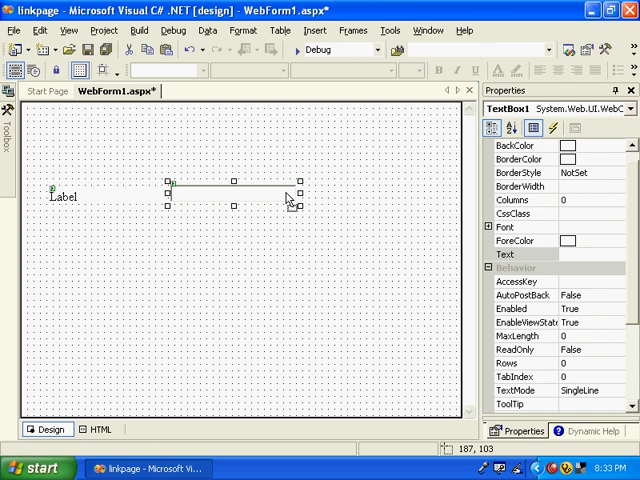 linkpage - Microsoft Visual C# .NET [design] - WebForm1.aspx*
File Edit View Project Build Debug Data Format Table Insert Frames Tools Window Help
Debug
Start Page WebForm1.aspx*
Toolbox
Label
Design HTML
Properties
TextBox1 System.Web.UI.WebC
BackColor
BorderColor
BorderStyle NotSet
BorderWidth
Columns 0
CssClass
Font
ForeColor
Text
Behavior
AccessKey
AutoPostBack False
Enabled True
EnableViewState True
MaxLength 0
ReadOnly False
Rows 0
TabIndex 0
TextMode SingleLine
ToolTip
Properties Dynamic Help
187, 103
start linkpage - Microsoft Vi... 8:33 PM